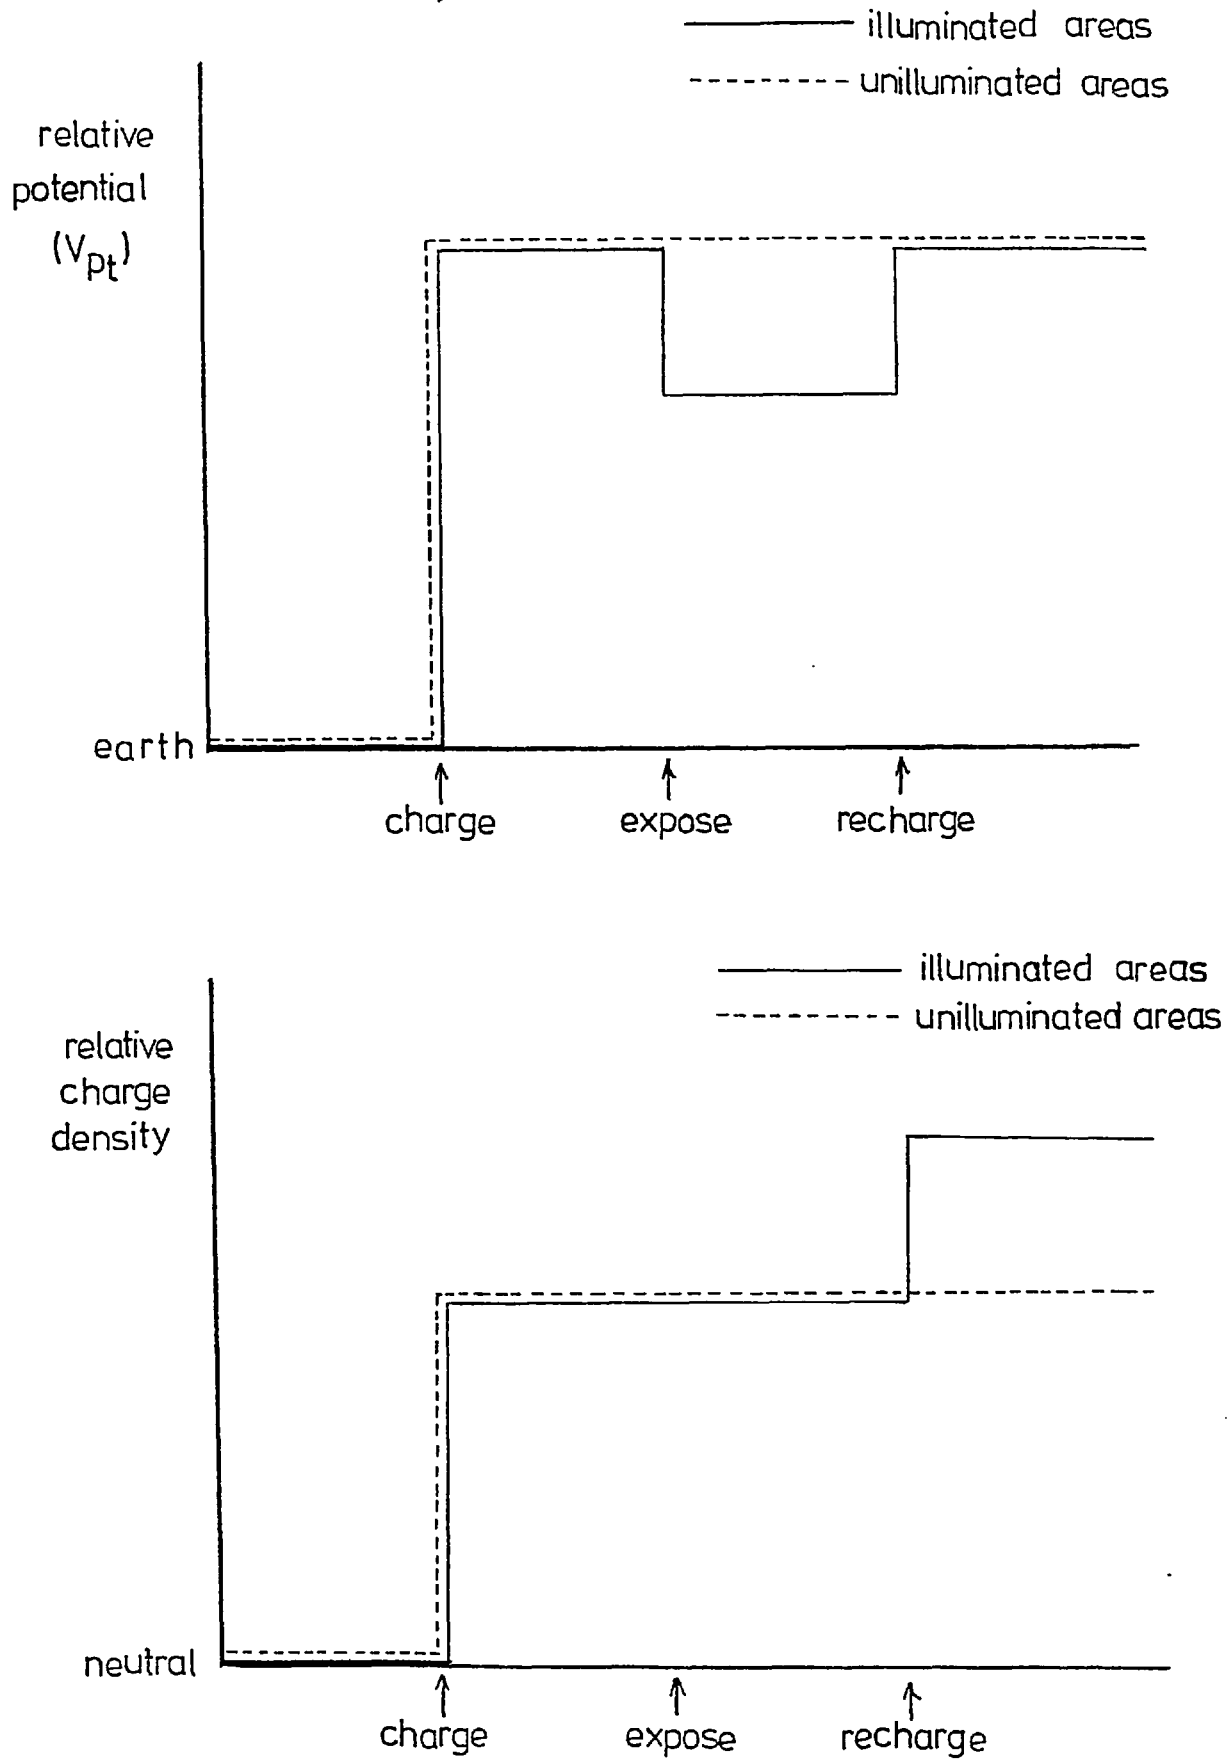 illuminated areas
unilluminated areas
relative
potential
(Vpt)
earth
charge expose recharge
illuminated areas
unilluminated areas
relative
charge
density
neutral
charge expose recharge